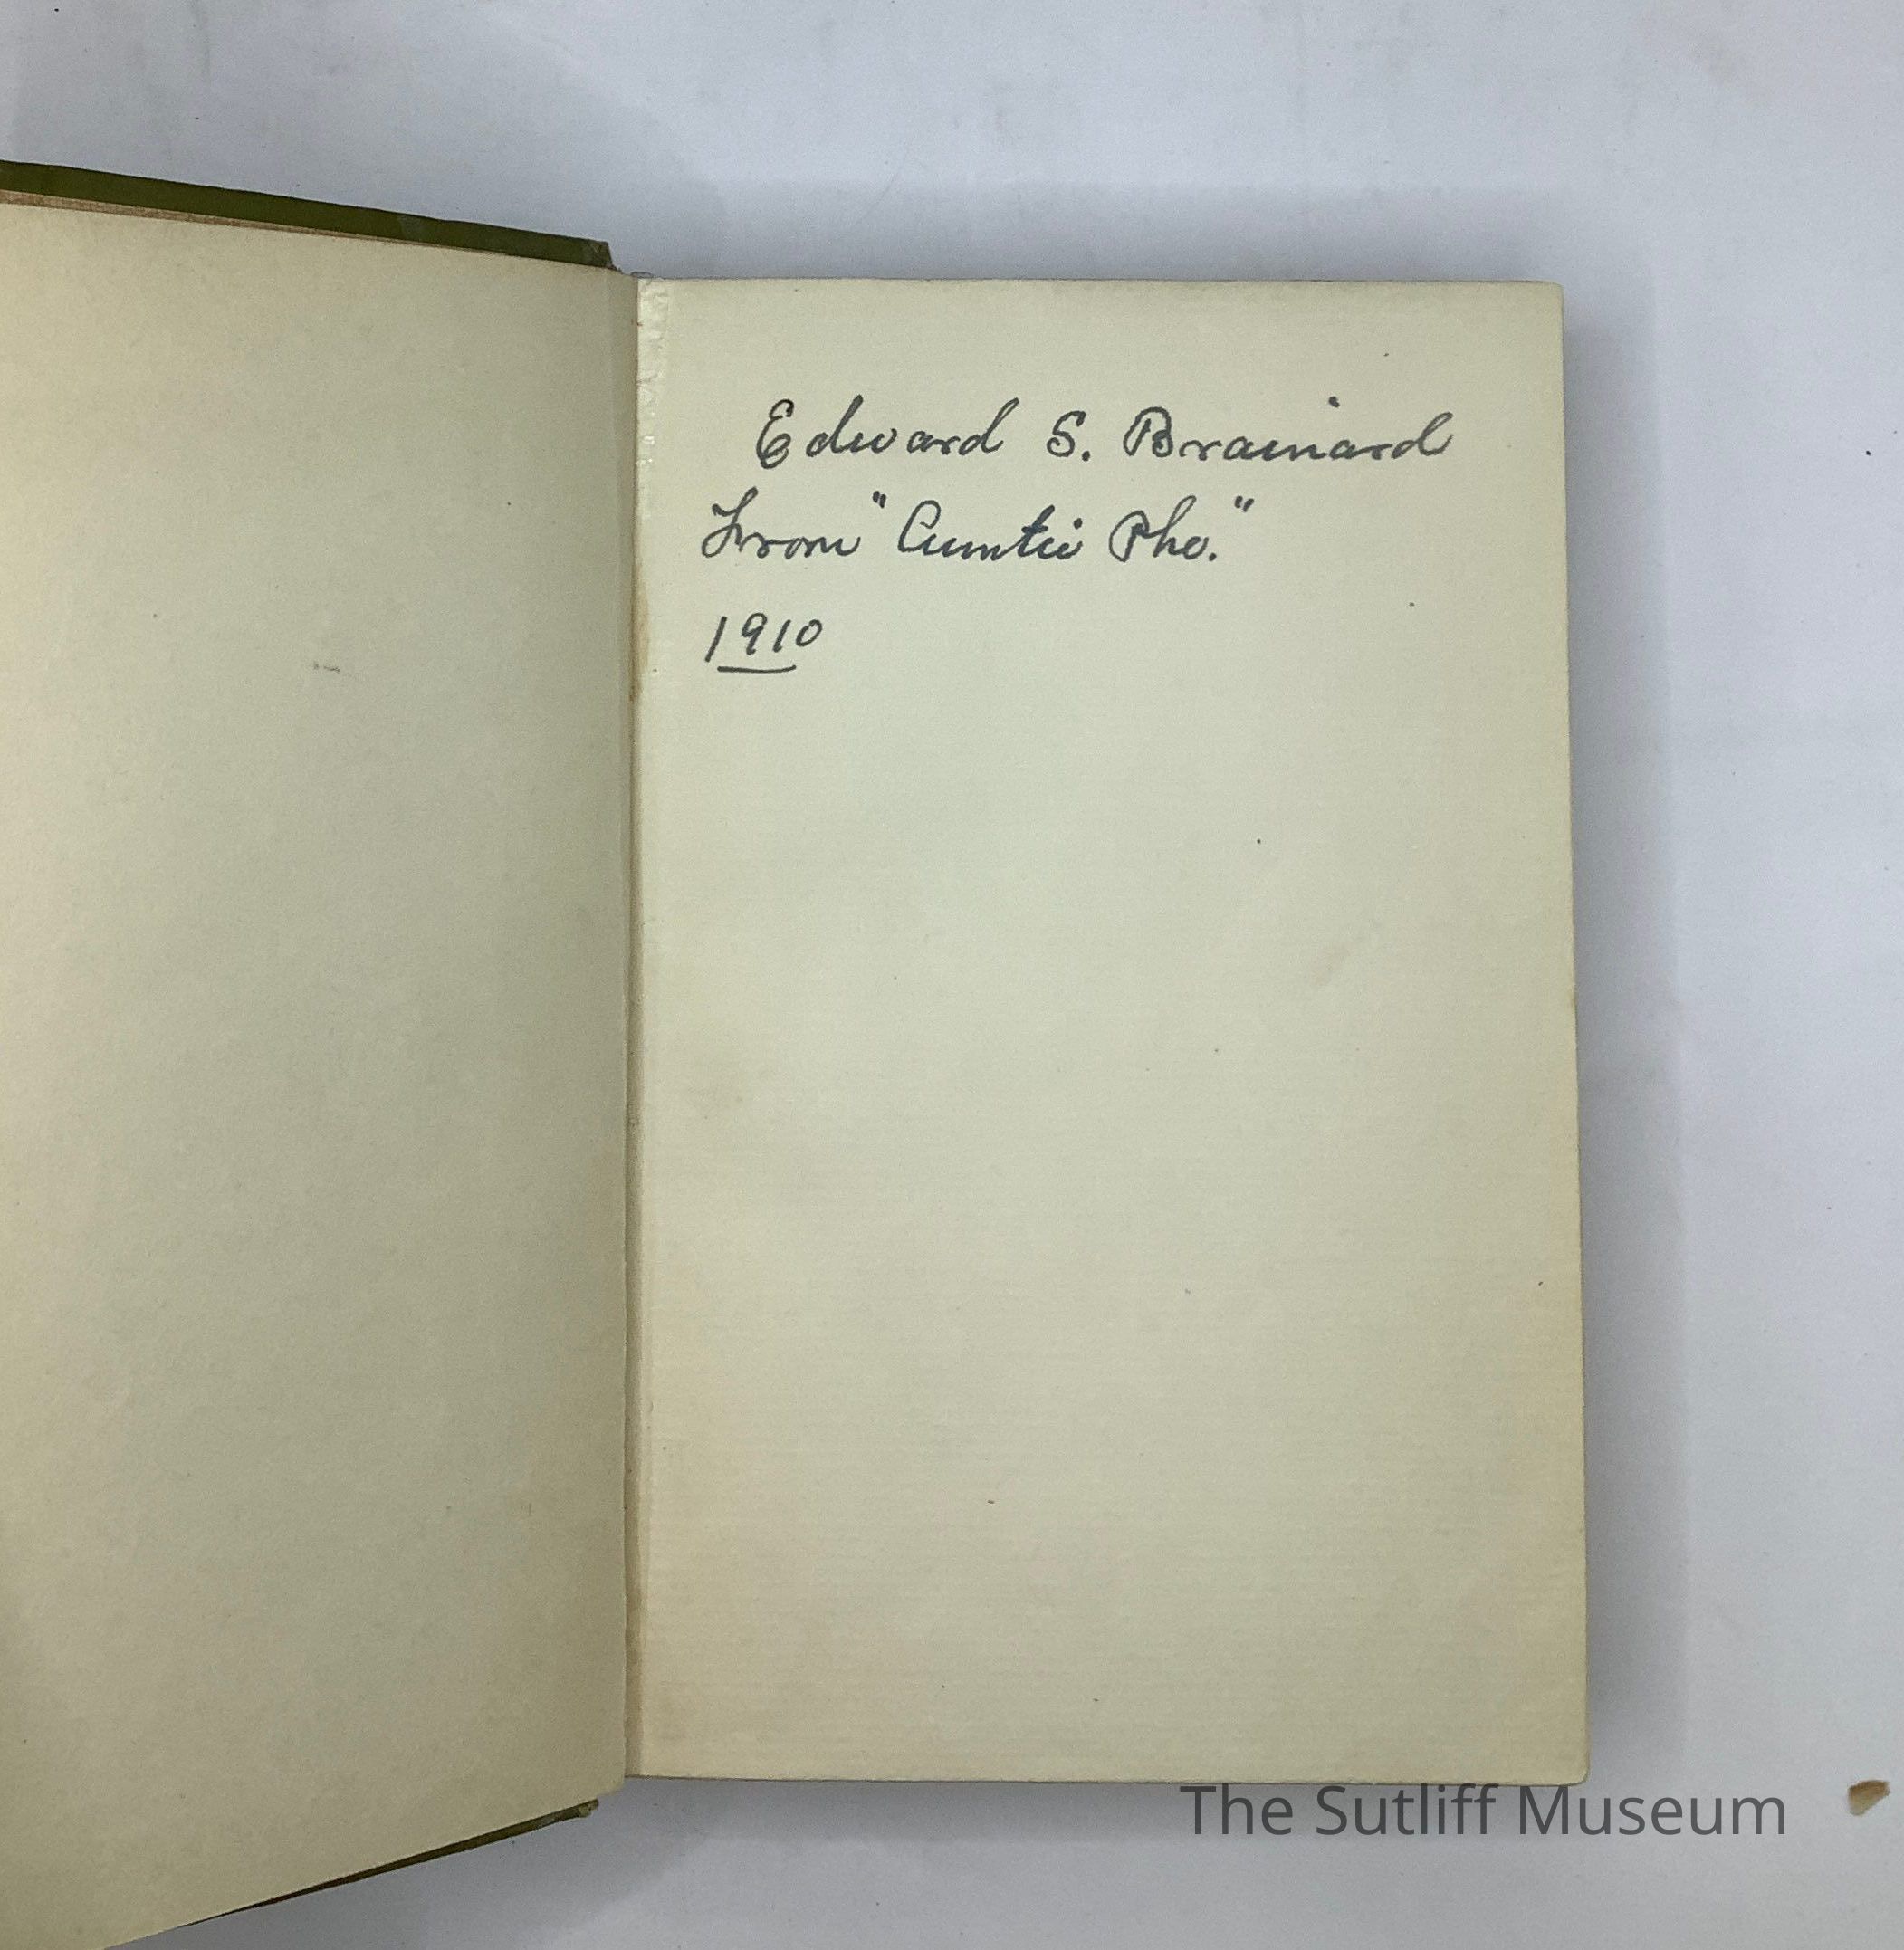 Edward S. Brainard
From "Auntie Pho."
1910
The Sutliff Museum